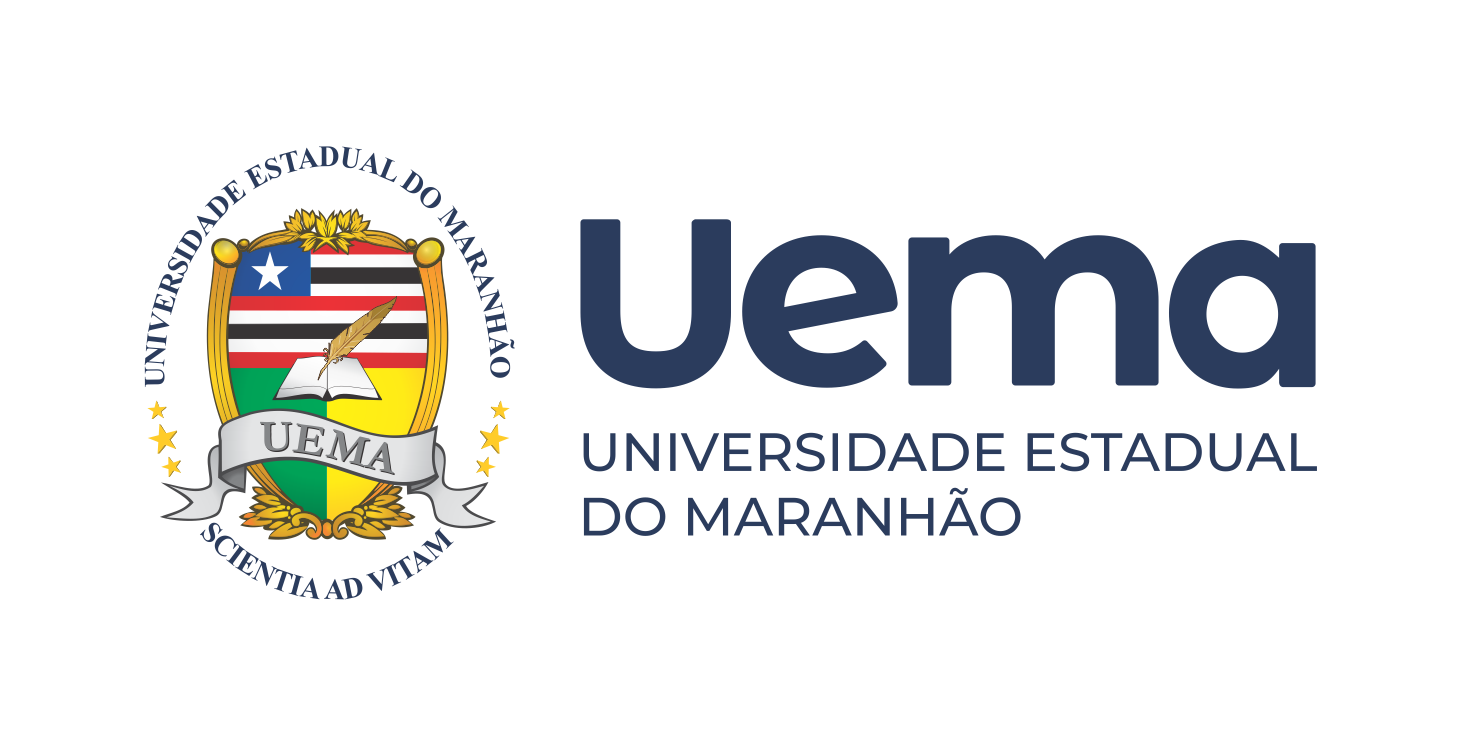 UNIVERSIDADE ESTADUAL DO MARANHÃO
UEMA
SCIENTIA AD VITAM
Uema
UNIVERSIDADE ESTADUAL
DO MARANHÃO